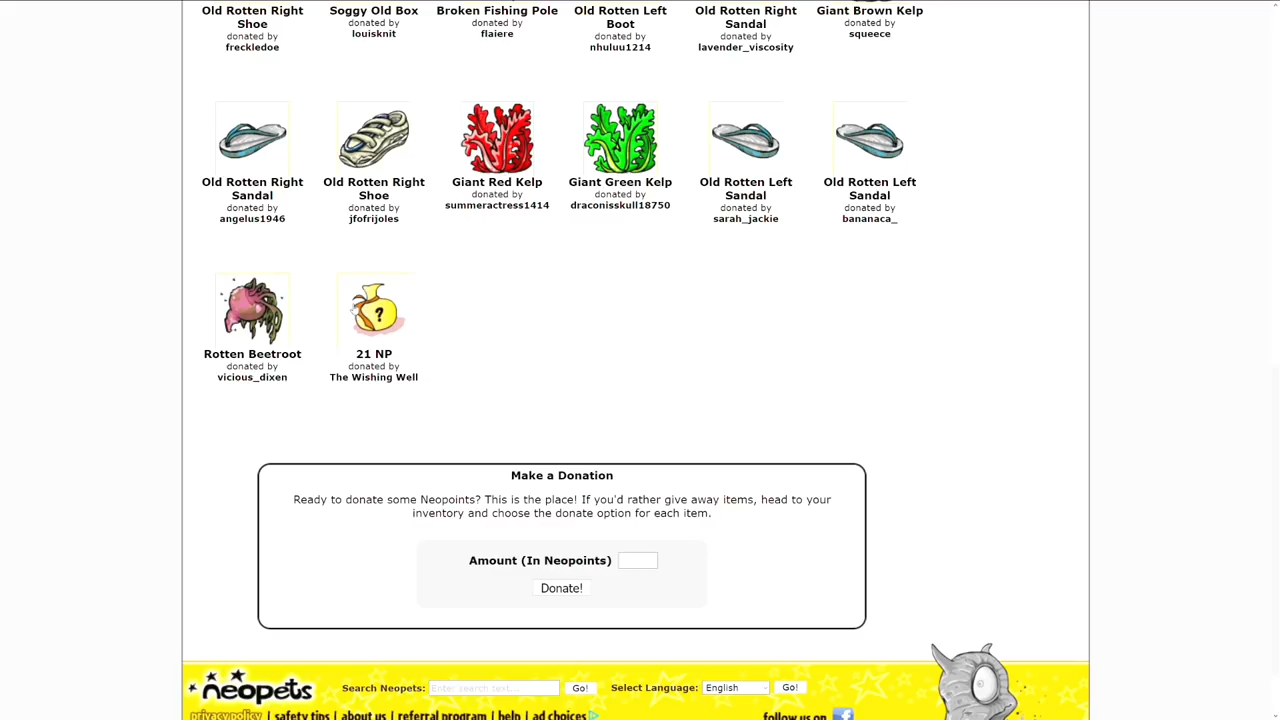 Old Rotten Right Shoe
donated by
freckledoe
Soggy Old Box
donated by
louisknit
Broken Fishing Pole
donated by
flaiere
Old Rotten Left Boot
donated by
nhuluu1214
Old Rotten Right Sandal
donated by
lavender_viscosity
Giant Brown Kelp
donated by
squeece
Old Rotten Right Sandal
donated by
angelus1946
Old Rotten Right Shoe
donated by
jfofrijoles
Giant Red Kelp
donated by
summeractress1414
Giant Green Kelp
donated by
draconisskull18750
Old Rotten Left Sandal
donated by
sarah_jackie
Old Rotten Left Sandal
donated by
bananaca_
Rotten Beetroot
donated by
vicious_dixen
?
21 NP
donated by
The Wishing Well
Make a Donation
Ready to donate some Neopoints? This is the place! If you'd rather give away items, head to your
inventory and choose the donate option for each item.
Amount (In Neopoints)
Donate!
neopets
Search Neopets: Enter search text... Go! Select Language: English Go!
privacy policy | safety tips | about us | referral program | help | ad choices
follow us on